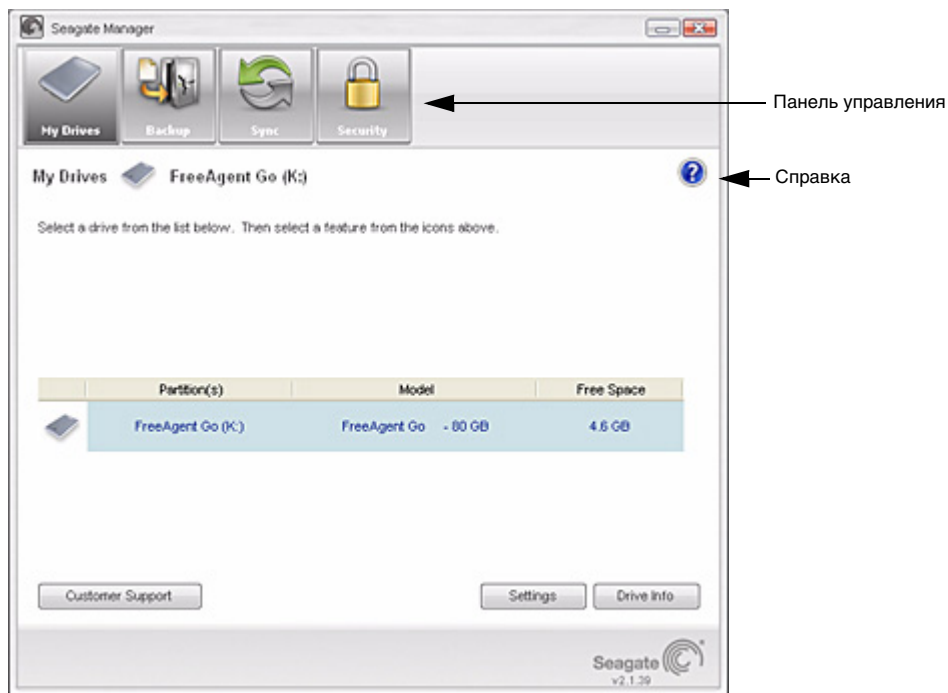 Seagate Manager
My Drives Backup Sync Security
Панель управления
My Drives FreeAgent Go (K:)
Справка
Select a drive from the list below. Then select a feature from the icons above.
Partition(s) Model Free Space
FreeAgent Go (K:) FreeAgent Go - 80 GB 4.6 GB
Customer Support Settings Drive Info
Seagate
v2.1.39